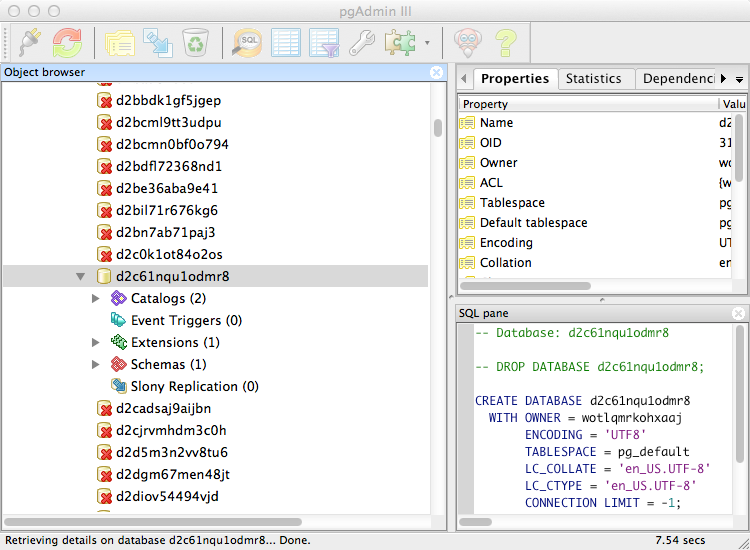 pgAdmin III
SQL
Object browser
d2bbdk1gf5jgep
d2bcml9tt3udpu
d2bcmn0bf0o794
d2bdfl72368nd1
d2be36aba9e41
d2bil71r676kg6
d2bn7ab71paj3
d2c0k1ot84o2os
d2c61nqu1odmr8
Catalogs (2)
Event Triggers (0)
Extensions (1)
Schemas (1)
Slony Replication (0)
d2cadsaj9aijbn
d2cjrvmhdm3c0h
d2d5m3n2vv8tu6
d2dgm67men48jt
d2diov54494vjd
Properties Statistics Dependenci
Property Valu
Name d2
OID 31
Owner wo
ACL {w
Tablespace pg
Default tablespace pg
Encoding UT
Collation en
SQL pane
-- Database: d2c61nqu1odmr8
-- DROP DATABASE d2c61nqu1odmr8;
CREATE DATABASE d2c61nqu1odmr8
WITH OWNER = wotlqmrkohxaaj
ENCODING = 'UTF8'
TABLESPACE = pg_default
LC_COLLATE = 'en_US.UTF-8'
LC_CTYPE = 'en_US.UTF-8'
CONNECTION LIMIT = -1;
Retrieving details on database d2c61nqu1odmr8... Done. 7.54 secs